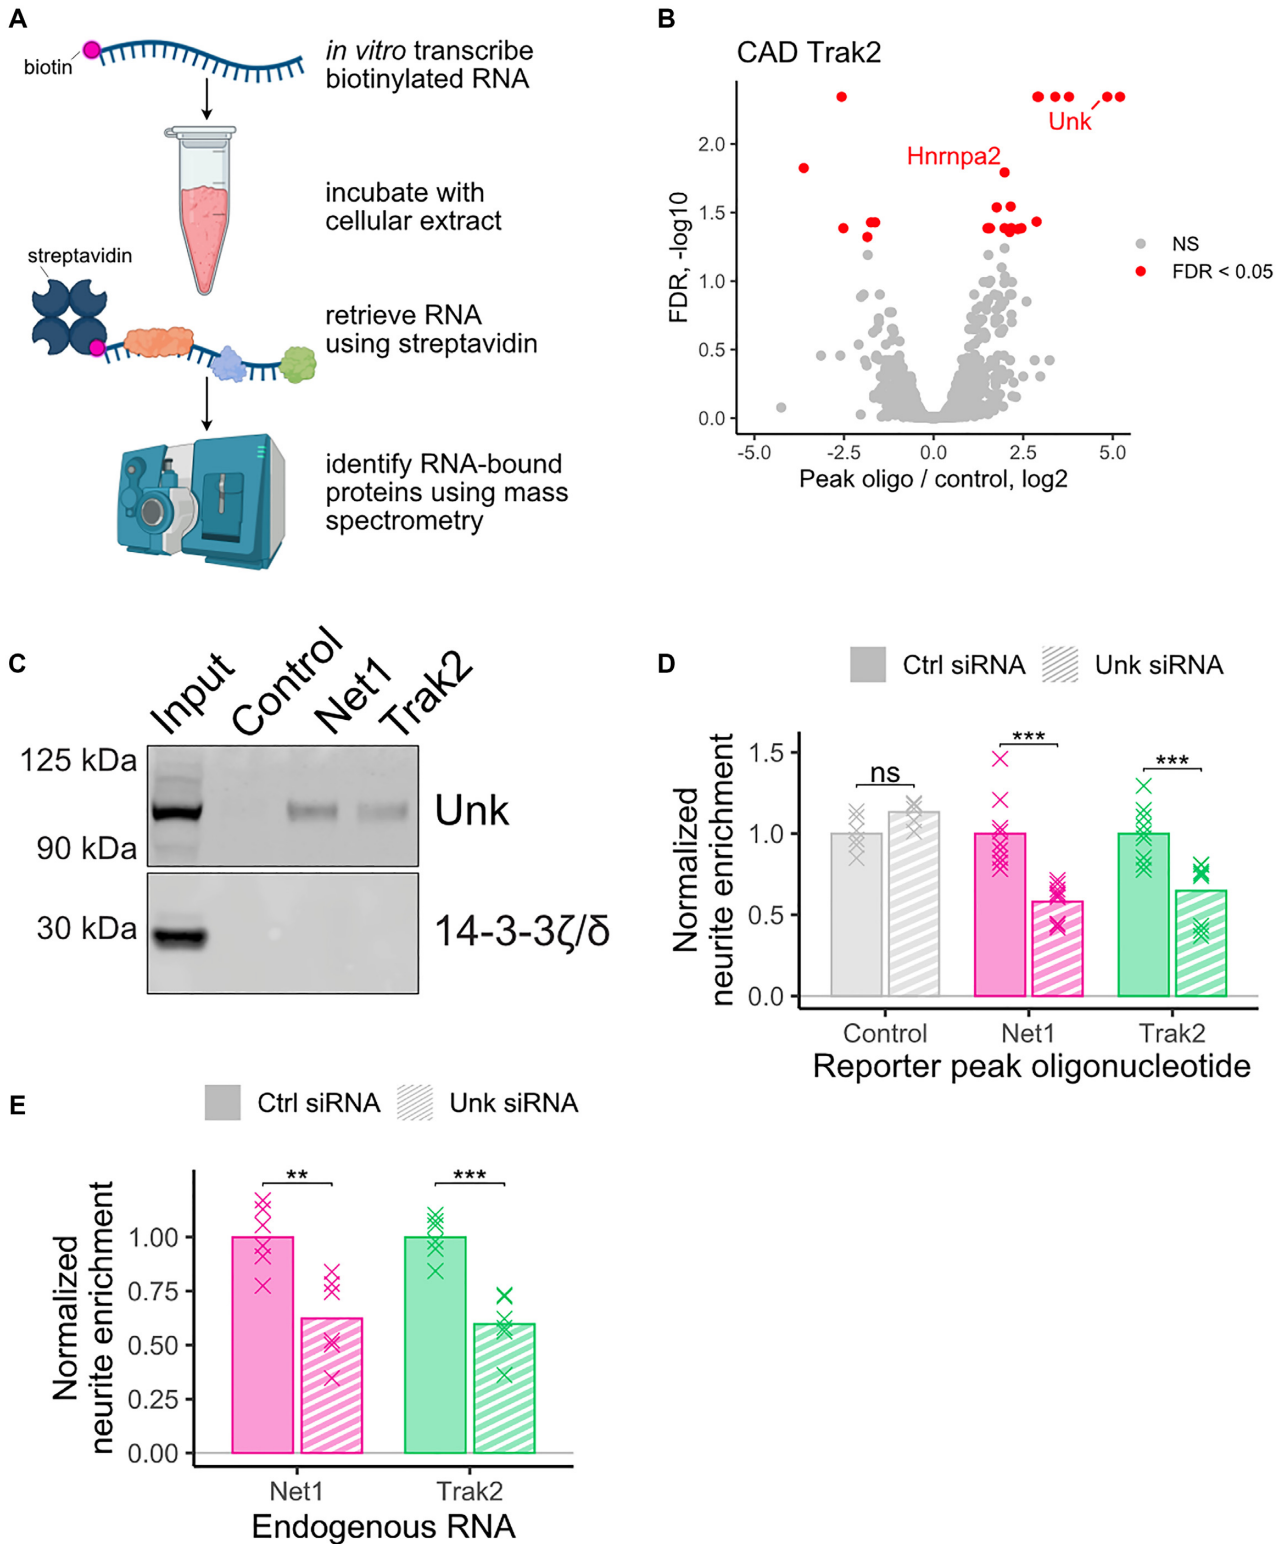 A
biotin
in vitro transcribe
biotinylated RNA
incubate with
cellular extract
streptavidin
retrieve RNA
using streptavidin
identify RNA-bound
proteins using mass
spectrometry
B
CAD Trak2
FDR, -log10
2.0
1.5
1.0
0.5
0.0
Unk
Hnrnpa2
NS
FDR < 0.05
-5.0
-2.5
0.0
2.5
5.0
Peak oligo / control, log2
C
Input
Control
Net1
Trak2
125 kDa
90 kDa
Unk
30 kDa
14-3-3ζ/δ
D
Ctrl siRNA
Unk siRNA
Normalized
neurite enrichment
1.5
1.0
0.5
0.0
ns
***
***
Control
Net1
Trak2
Reporter peak oligonucleotide
E
Ctrl siRNA
Unk siRNA
Normalized
neurite enrichment
1.00
0.75
0.50
0.25
0.00
**
***
Net1
Trak2
Endogenous RNA